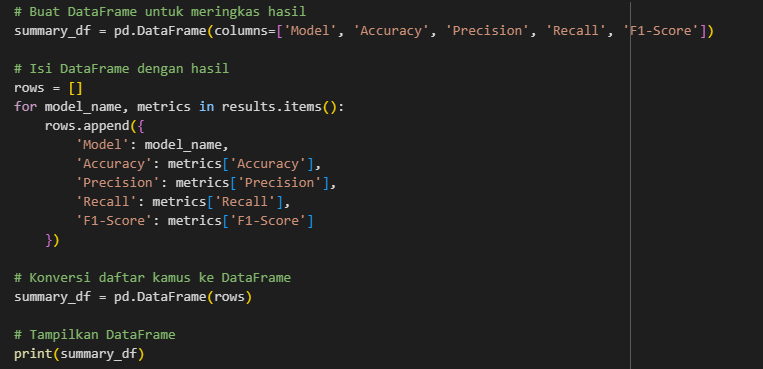 # Buat DataFrame untuk meringkas hasil
summary_df = pd.DataFrame(columns=['Model', 'Accuracy', 'Precision', 'Recall', 'F1-Score'])
# Isi DataFrame dengan hasil
rows = []
for model_name, metrics in results.items():
    rows.append({
        'Model': model_name,
        'Accuracy': metrics['Accuracy'],
        'Precision': metrics['Precision'],
        'Recall': metrics['Recall'],
        'F1-Score': metrics['F1-Score']
    })
# Konversi daftar kamus ke DataFrame
summary_df = pd.DataFrame(rows)
# Tampilkan DataFrame
print(summary_df)